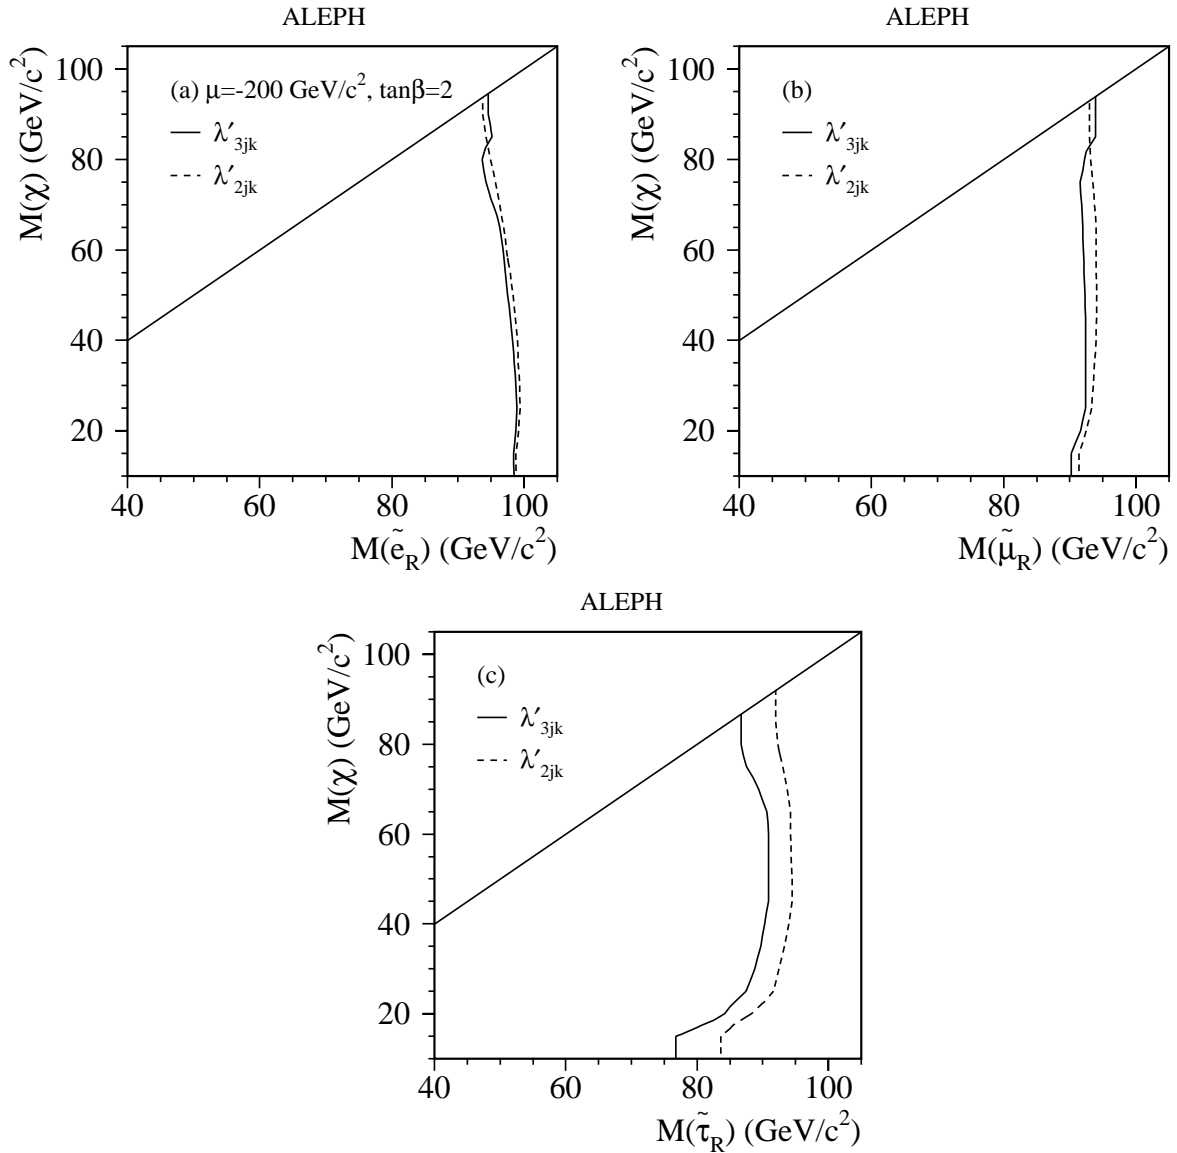 ALEPH
(a) μ=-200 GeV/c², tanβ=2
λ′3jk
λ′2jk
M(χ) (GeV/c²)
100
80
60
40
20
40 60 80 100
M(ẽR) (GeV/c²)
ALEPH
(b)
λ′3jk
λ′2jk
M(χ) (GeV/c²)
100
80
60
40
20
40 60 80 100
M(μ̃R) (GeV/c²)
ALEPH
(c)
λ′3jk
λ′2jk
M(χ) (GeV/c²)
100
80
60
40
20
40 60 80 100
M(τ̃R) (GeV/c²)